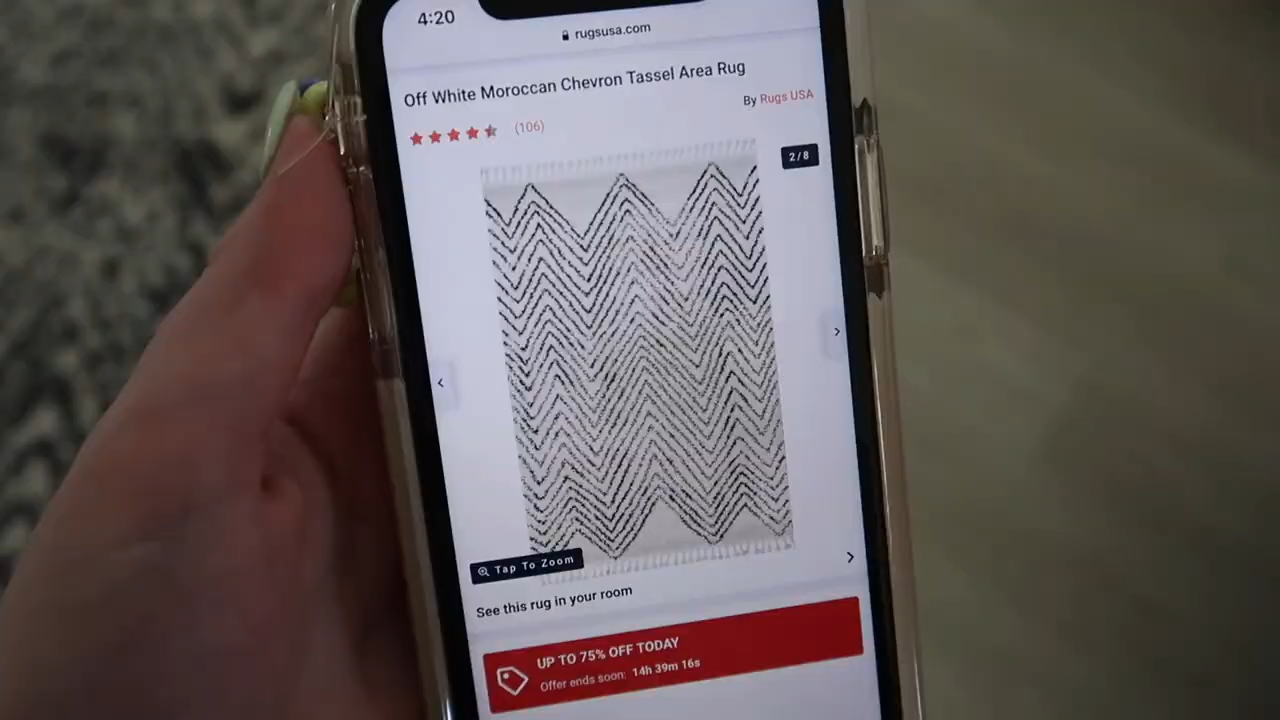 4:20
rugsusa.com
Off White Moroccan Chevron Tassel Area Rug
By Rugs USA
(106)
2/8
Tap To Zoom
See this rug in your room
UP TO 75% OFF TODAY
Offer ends soon: 14h 39m 16s